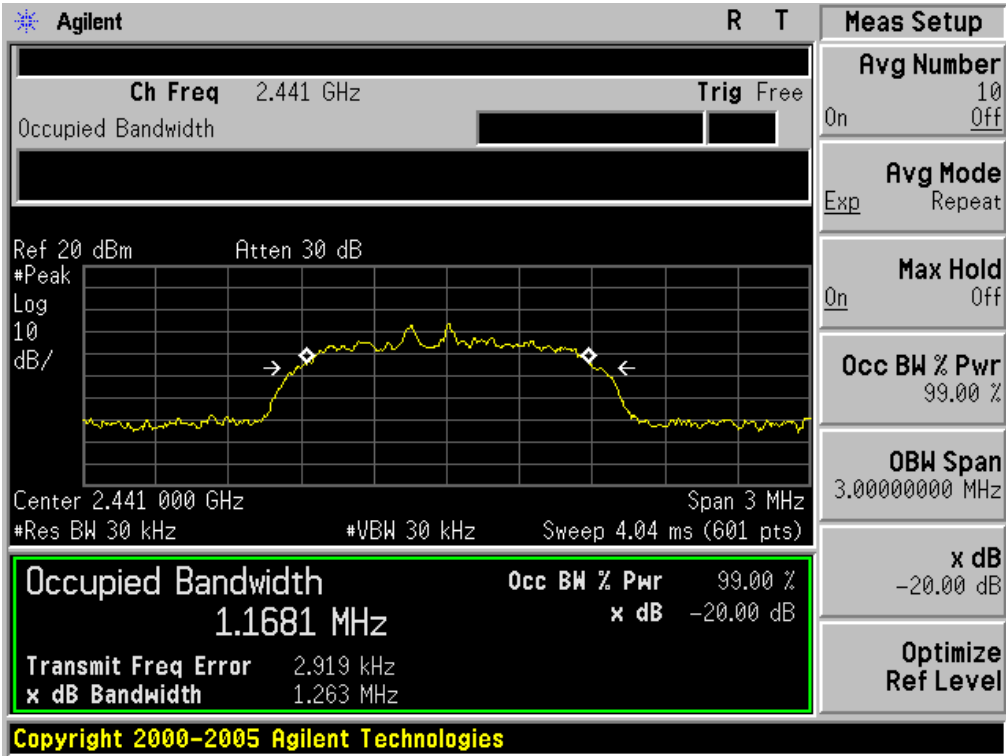 Agilent R T
Meas Setup
Ch Freq 2.441 GHz Trig Free
Occupied Bandwidth
Ref 20 dBm Atten 30 dB
#Peak
Log
10
dB/
Center 2.441 000 GHz Span 3 MHz
#Res BW 30 kHz #VBW 30 kHz Sweep 4.04 ms (601 pts)
Occupied Bandwidth Occ BW % Pwr 99.00 %
1.1681 MHz x dB -20.00 dB
Transmit Freq Error 2.919 kHz
x dB Bandwidth 1.263 MHz
Avg Number
10
On Off
Avg Mode
Exp Repeat
Max Hold
On Off
Occ BW % Pwr
99.00 %
OBW Span
3.00000000 MHz
x dB
-20.00 dB
Optimize
Ref Level
Copyright 2000-2005 Agilent Technologies